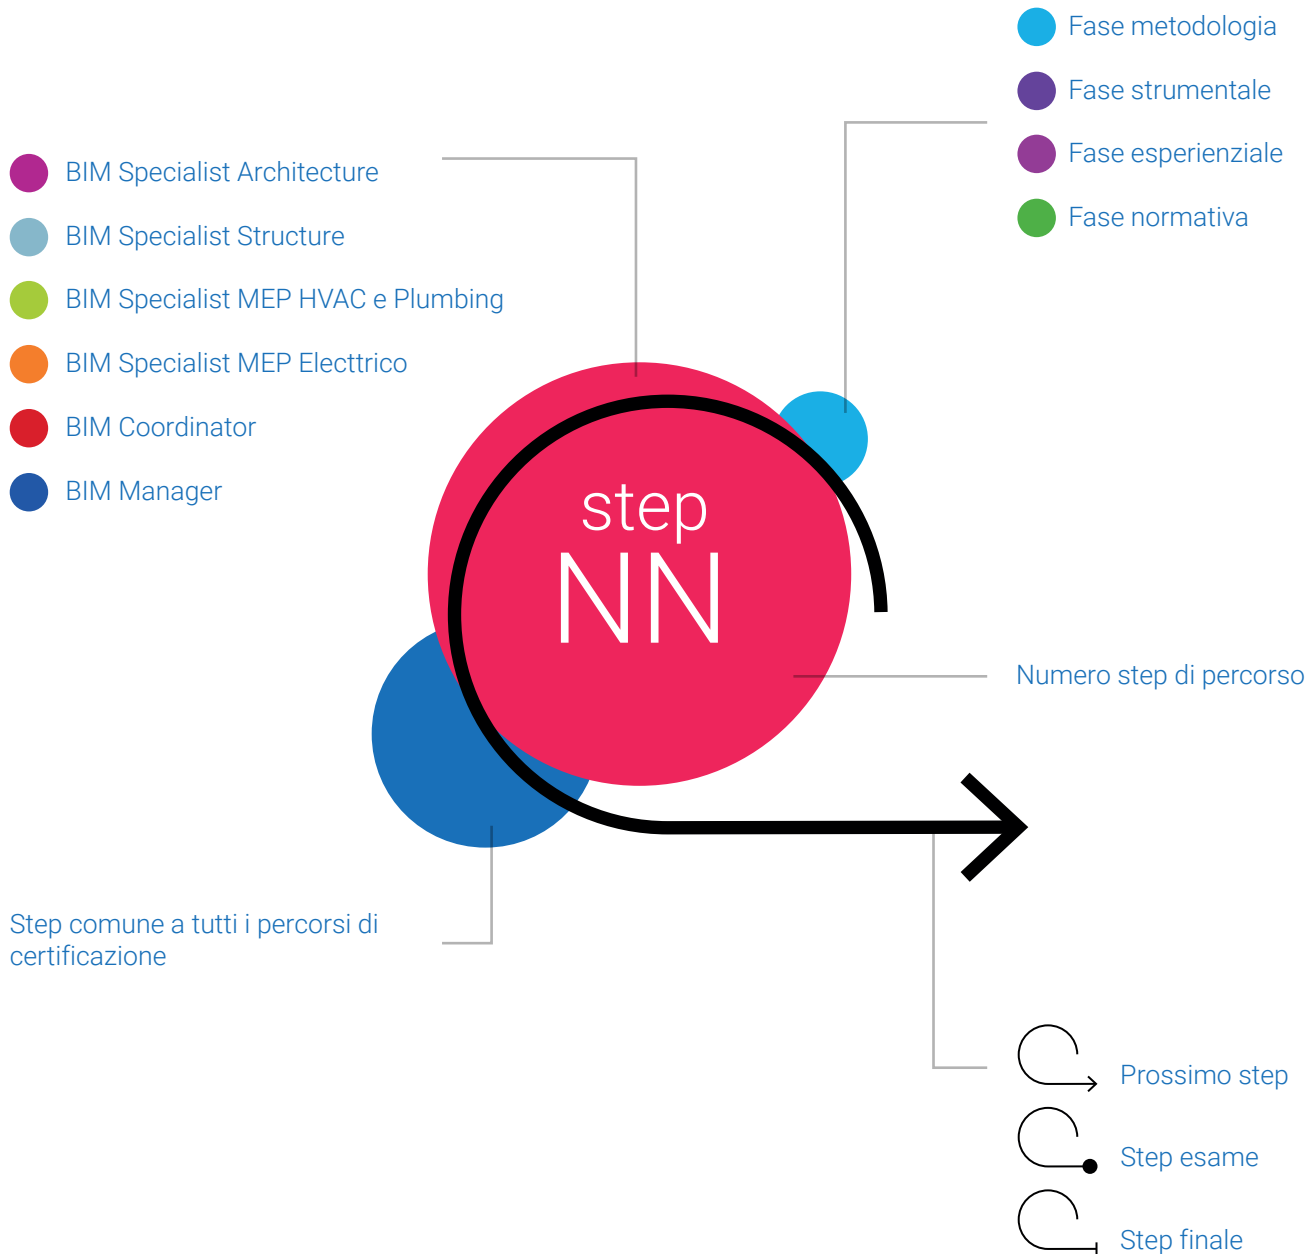 Fase metodologia
Fase strumentale
Fase esperienziale
Fase normativa
BIM Specialist Architecture
BIM Specialist Structure
BIM Specialist MEP HVAC e Plumbing
BIM Specialist MEP Electtrico
BIM Coordinator
BIM Manager
step
NN
Numero step di percorso
Step comune a tutti i percorsi di
certificazione
Prossimo step
Step esame
Step finale